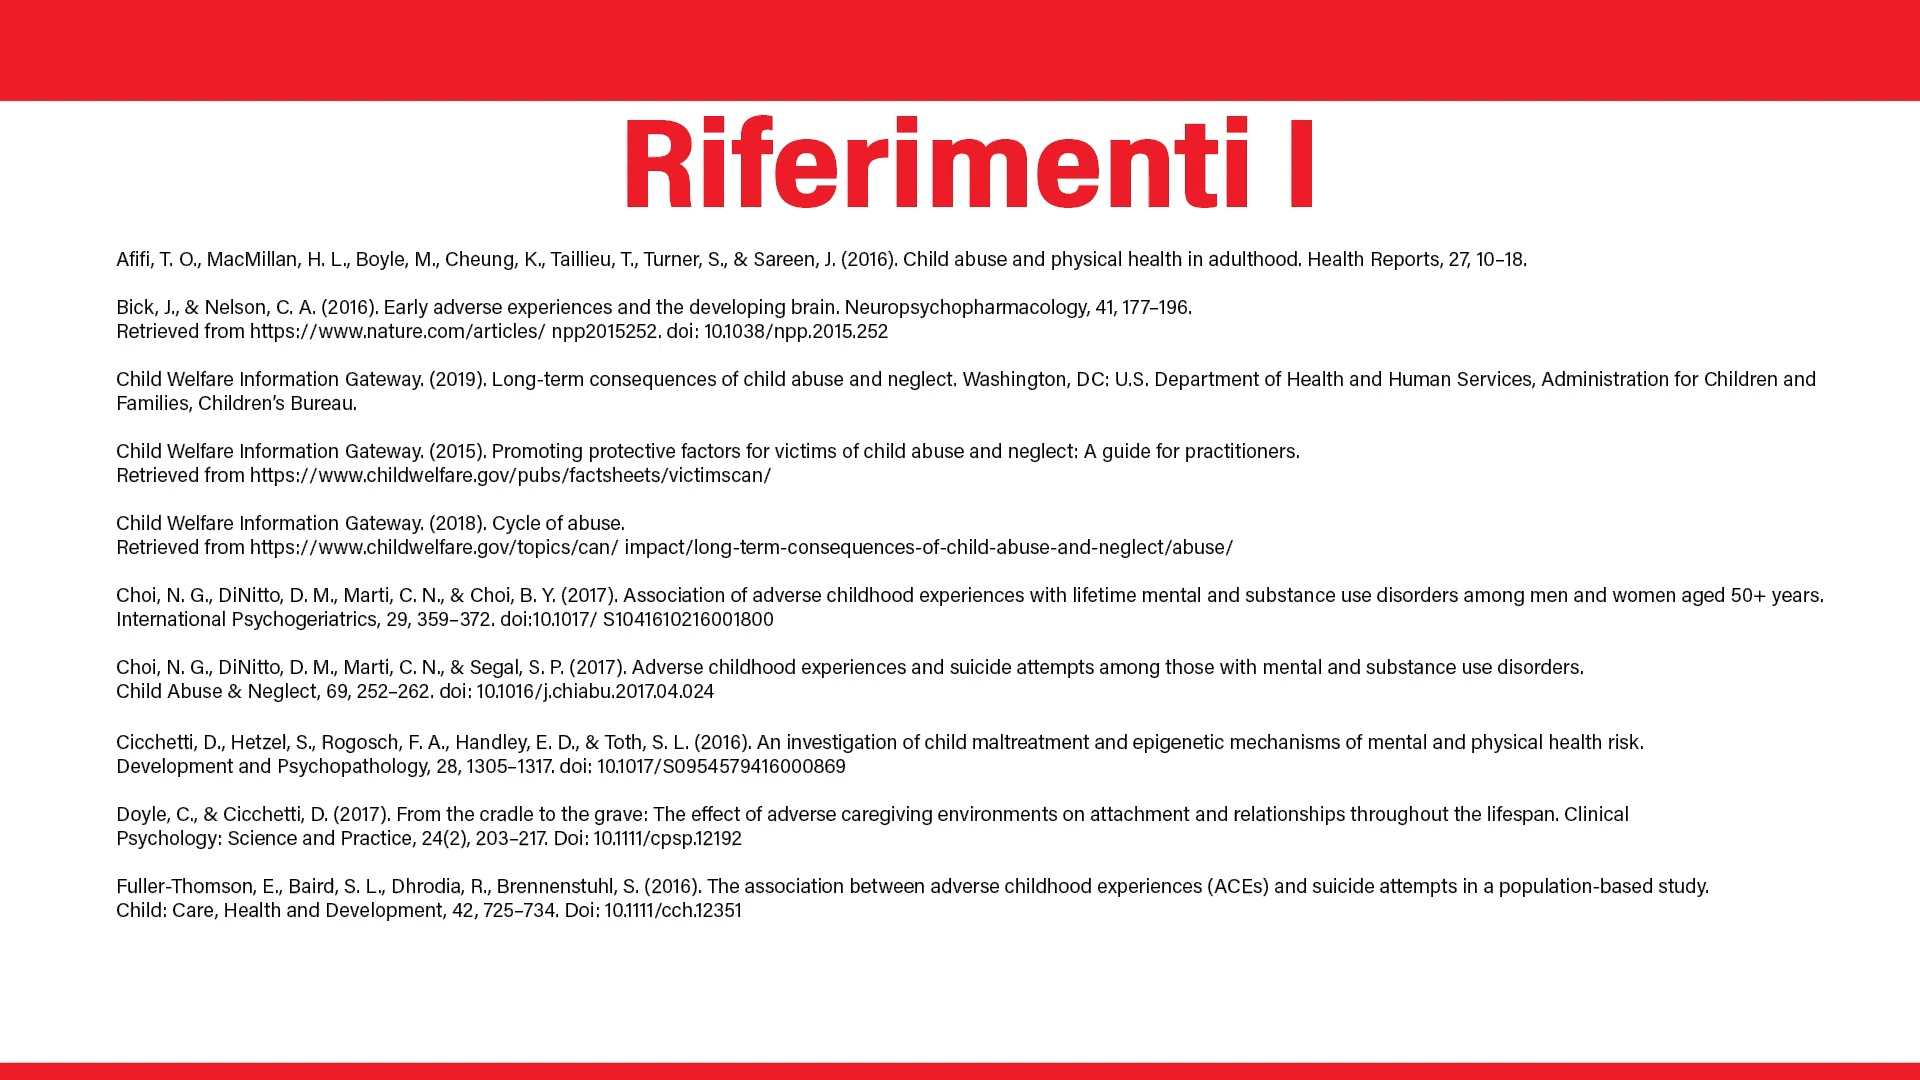 Riferimenti I
Afifi, T. O., MacMillan, H. L., Boyle, M., Cheung, K., Taillieu, T., Turner, S., & Sareen, J. (2016). Child abuse and physical health in adulthood. Health Reports, 27, 10–18.
Bick, J., & Nelson, C. A. (2016). Early adverse experiences and the developing brain. Neuropsychopharmacology, 41, 177–196.
Retrieved from https://www.nature.com/articles/ npp2015252. doi: 10.1038/npp.2015.252
Child Welfare Information Gateway. (2019). Long-term consequences of child abuse and neglect. Washington, DC: U.S. Department of Health and Human Services, Administration for Children and
Families, Children’s Bureau.
Child Welfare Information Gateway. (2015). Promoting protective factors for victims of child abuse and neglect: A guide for practitioners.
Retrieved from https://www.childwelfare.gov/pubs/factsheets/victimscan/
Child Welfare Information Gateway. (2018). Cycle of abuse.
Retrieved from https://www.childwelfare.gov/topics/can/ impact/long-term-consequences-of-child-abuse-and-neglect/abuse/
Choi, N. G., DiNitto, D. M., Marti, C. N., & Choi, B. Y. (2017). Association of adverse childhood experiences with lifetime mental and substance use disorders among men and women aged 50+ years.
International Psychogeriatrics, 29, 359–372. doi:10.1017/ S1041610216001800
Choi, N. G., DiNitto, D. M., Marti, C. N., & Segal, S. P. (2017). Adverse childhood experiences and suicide attempts among those with mental and substance use disorders.
Child Abuse & Neglect, 69, 252–262. doi: 10.1016/j.chiabu.2017.04.024
Cicchetti, D., Hetzel, S., Rogosch, F. A., Handley, E. D., & Toth, S. L. (2016). An investigation of child maltreatment and epigenetic mechanisms of mental and physical health risk.
Development and Psychopathology, 28, 1305–1317. doi: 10.1017/S0954579416000869
Doyle, C., & Cicchetti, D. (2017). From the cradle to the grave: The effect of adverse caregiving environments on attachment and relationships throughout the lifespan. Clinical
Psychology: Science and Practice, 24(2), 203–217. Doi: 10.1111/cpsp.12192
Fuller-Thomson, E., Baird, S. L., Dhrodia, R., Brennenstuhl, S. (2016). The association between adverse childhood experiences (ACEs) and suicide attempts in a population-based study.
Child: Care, Health and Development, 42, 725–734. Doi: 10.1111/cch.12351